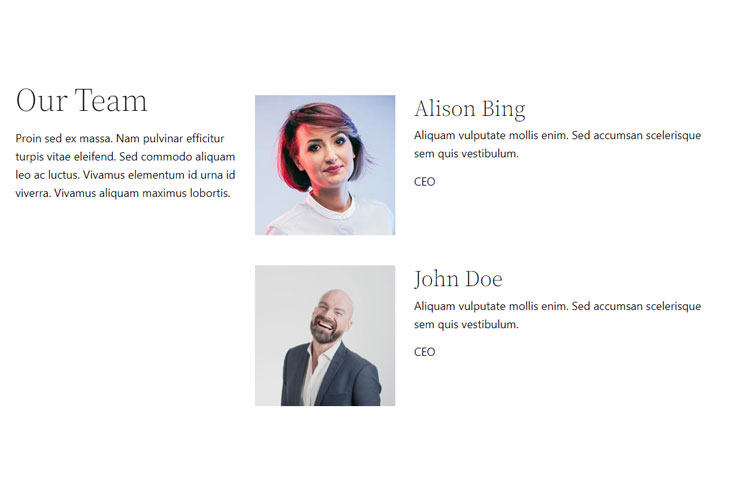 Our Team
Proin sed ex massa. Nam pulvinar efficitur
turpis vitae eleifend. Sed commodo aliquam
leo ac luctus. Vivamus elementum id urna id
viverra. Vivamus aliquam maximus lobortis.
Alison Bing
Aliquam vulputate mollis enim. Sed accumsan scelerisque
sem quis vestibulum.
CEO
John Doe
Aliquam vulputate mollis enim. Sed accumsan scelerisque
sem quis vestibulum.
CEO